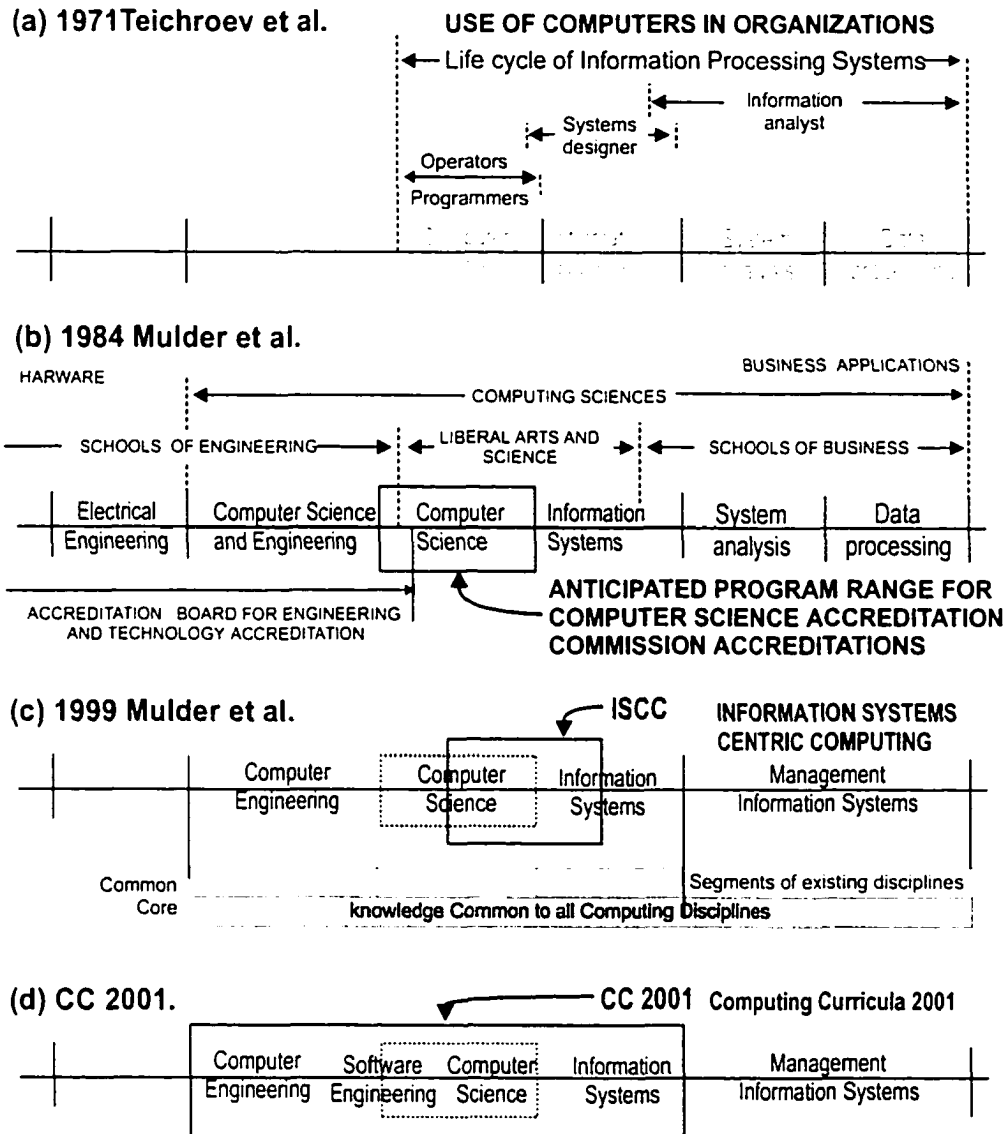 (a) 1971Teichroev et al.
USE OF COMPUTERS IN ORGANIZATIONS
Life cycle of Information Processing Systems
Information
analyst
Systems
designer
Operators
Programmers
(b) 1984 Mulder et al.
HARWARE
BUSINESS APPLICATIONS
COMPUTING SCIENCES
SCHOOLS OF ENGINEERING
LIBERAL ARTS AND
SCIENCE
SCHOOLS OF BUSINESS
Electrical
Engineering
Computer Science
and Engineering
Computer
Science
Information
Systems
System
analysis
Data
processing
ACCREDITATION BOARD FOR ENGINEERING
AND TECHNOLOGY ACCREDITATION
ANTICIPATED PROGRAM RANGE FOR
COMPUTER SCIENCE ACCREDITATION
COMMISSION ACCREDITATIONS
(c) 1999 Mulder et al.
ISCC
INFORMATION SYSTEMS
CENTRIC COMPUTING
Computer
Engineering
Computer
Science
Information
Systems
Management
Information Systems
Common
Core
Segments of existing disciplines
knowledge Common to all Computing Disciplines
(d) CC 2001.
CC 2001 Computing Curricula 2001
Computer
Engineering
Software
Engineering
Computer
Science
Information
Systems
Management
Information Systems